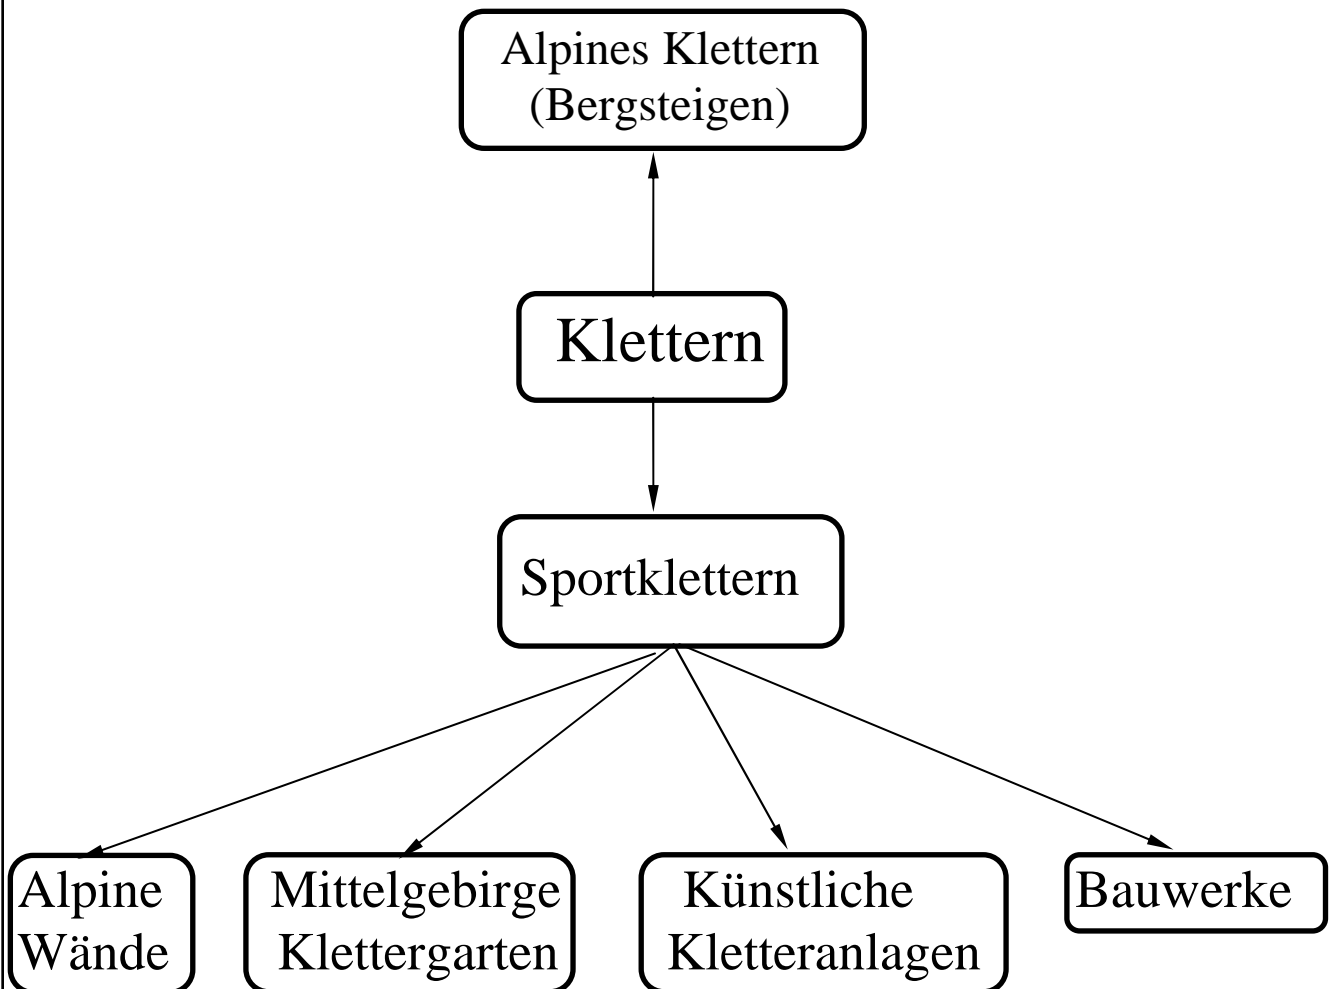 Alpines Klettern
(Bergsteigen)
Klettern
Sportklettern
Alpine
Wände
Mittelgebirge
Klettergarten
Künstliche
Kletteranlagen
Bauwerke